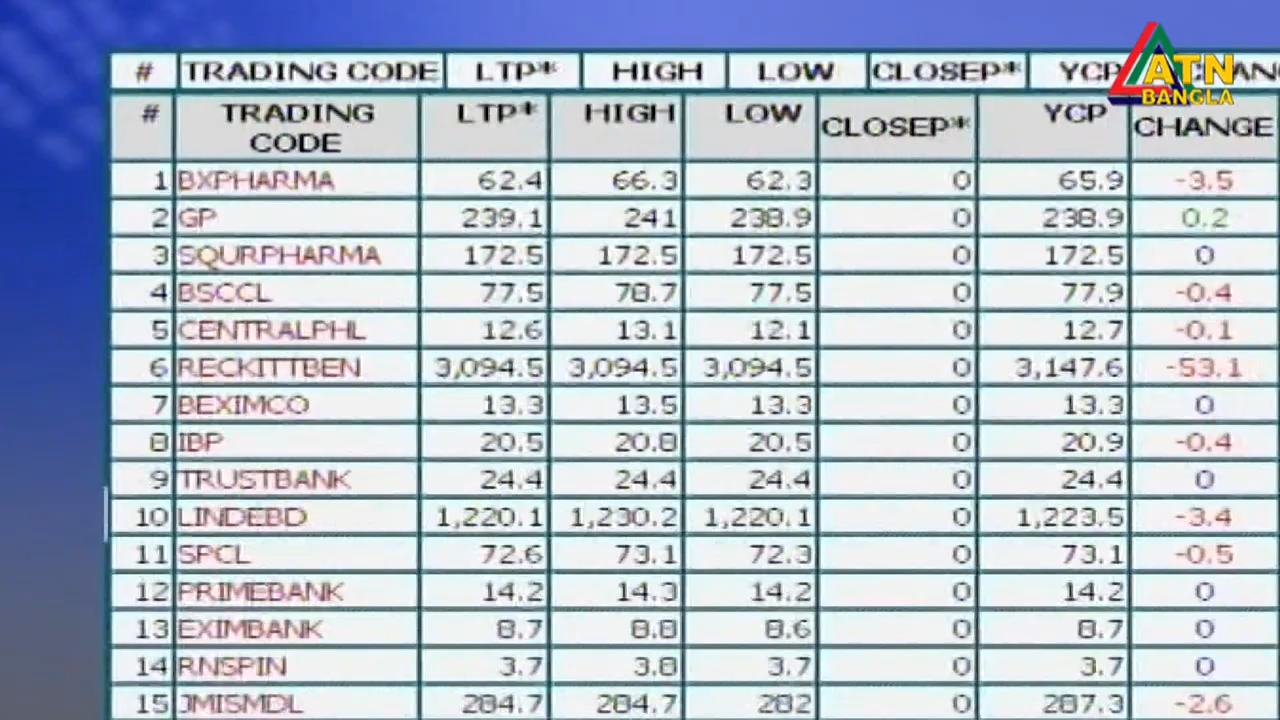 # TRADING CODE LTP* HIGH LOW CLOSEP* YCP CHANG
ATN
BANGLA
# TRADING CODE LTP* HIGH LOW CLOSEP* YCP CHANGE
1 BXPHARMA 62.4 66.3 62.3 0 65.9 -3.5
2 GP 239.1 241 238.9 0 238.9 0.2
3 SQURPHARMA 172.5 172.5 172.5 0 172.5 0
4 BSCCL 77.5 78.7 77.5 0 77.9 -0.4
5 CENTRALPHL 12.6 13.1 12.1 0 12.7 -0.1
6 RECKITTBEN 3,094.5 3,094.5 3,094.5 0 3,147.6 -53.1
7 BEXIMCO 13.3 13.5 13.3 0 13.3 0
8 IBP 20.5 20.8 20.5 0 20.9 -0.4
9 TRUSTBANK 24.4 24.4 24.4 0 24.4 0
10 LINDEBD 1,220.1 1,230.2 1,220.1 0 1,223.5 -3.4
11 SPCL 72.6 73.1 72.3 0 73.1 -0.5
12 PRIMEBANK 14.2 14.3 14.2 0 14.2 0
13 EXIMBANK 8.7 8.8 8.6 0 8.7 0
14 RNSPIN 3.7 3.8 3.7 0 3.7 0
15 JMISMDL 284.7 284.7 282 0 287.3 -2.6